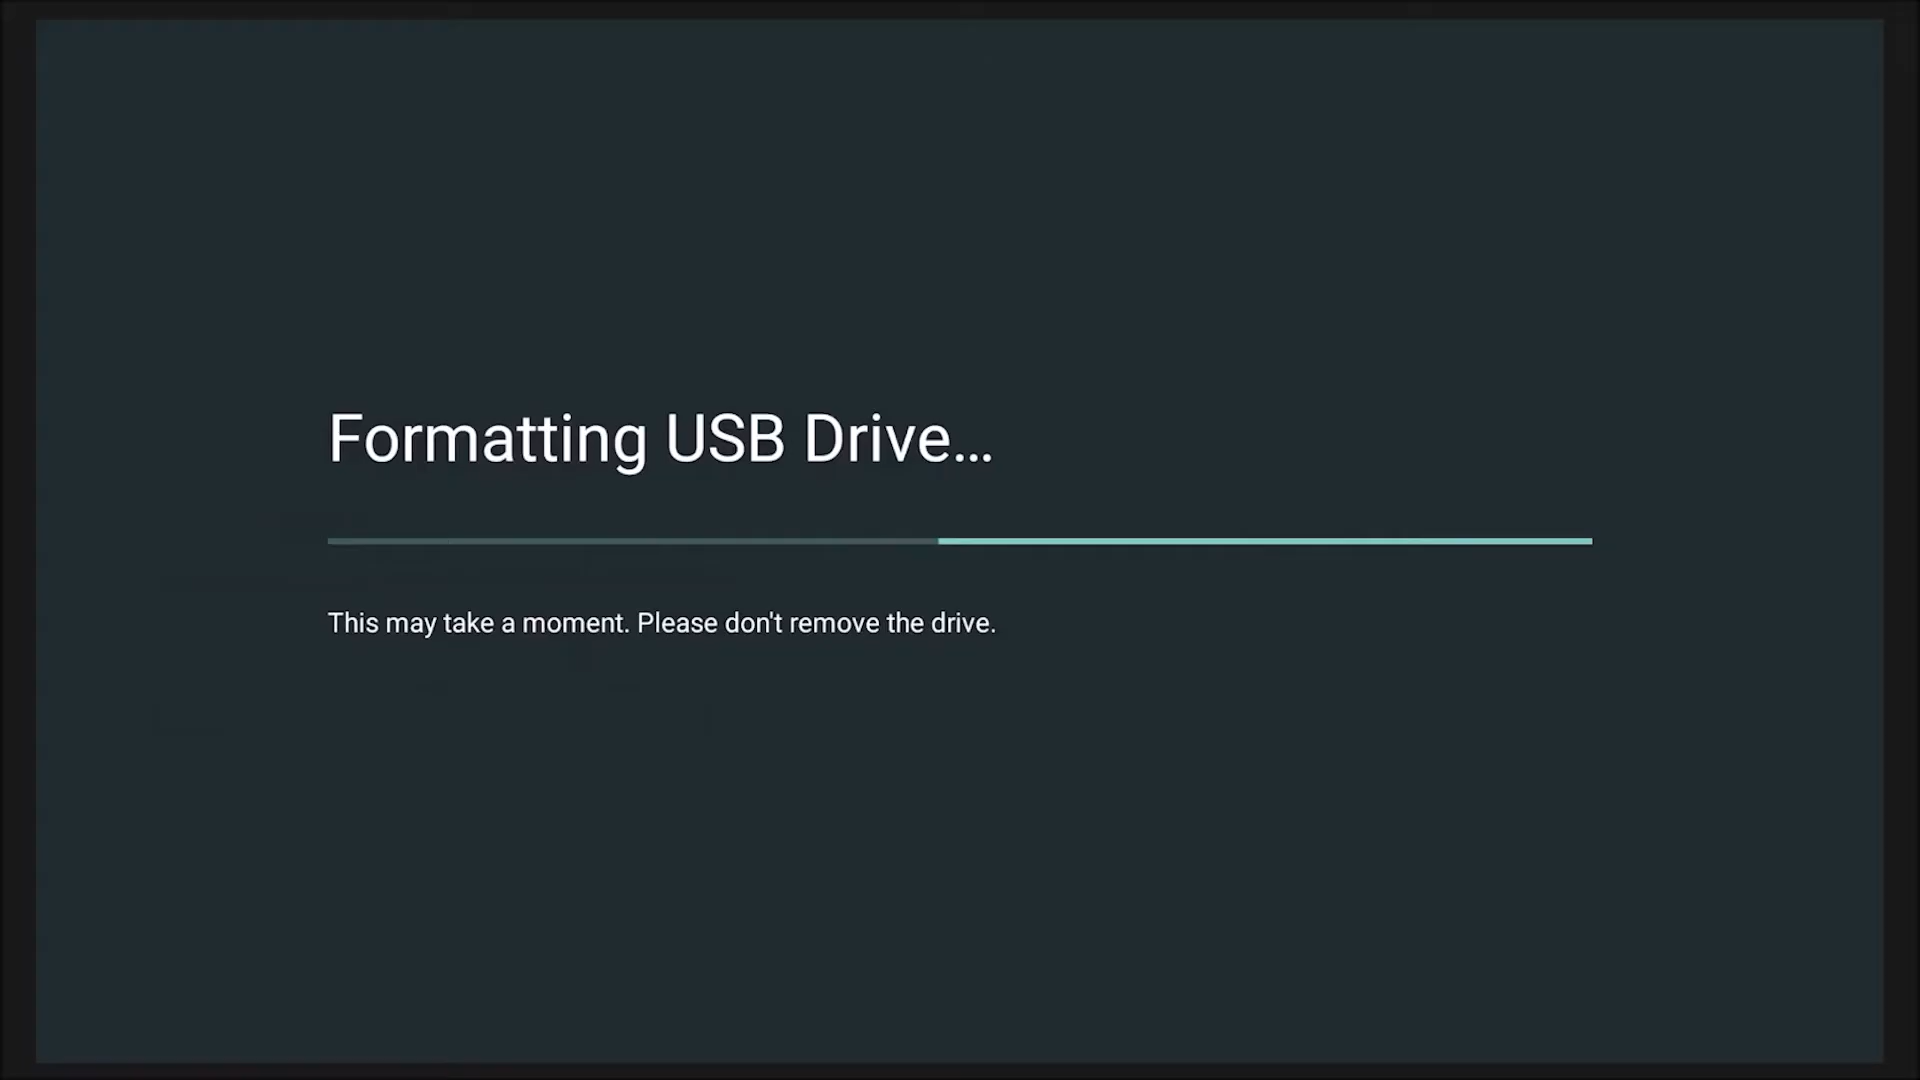 Formatting USB Drive...
This may take a moment. Please don't remove the drive.